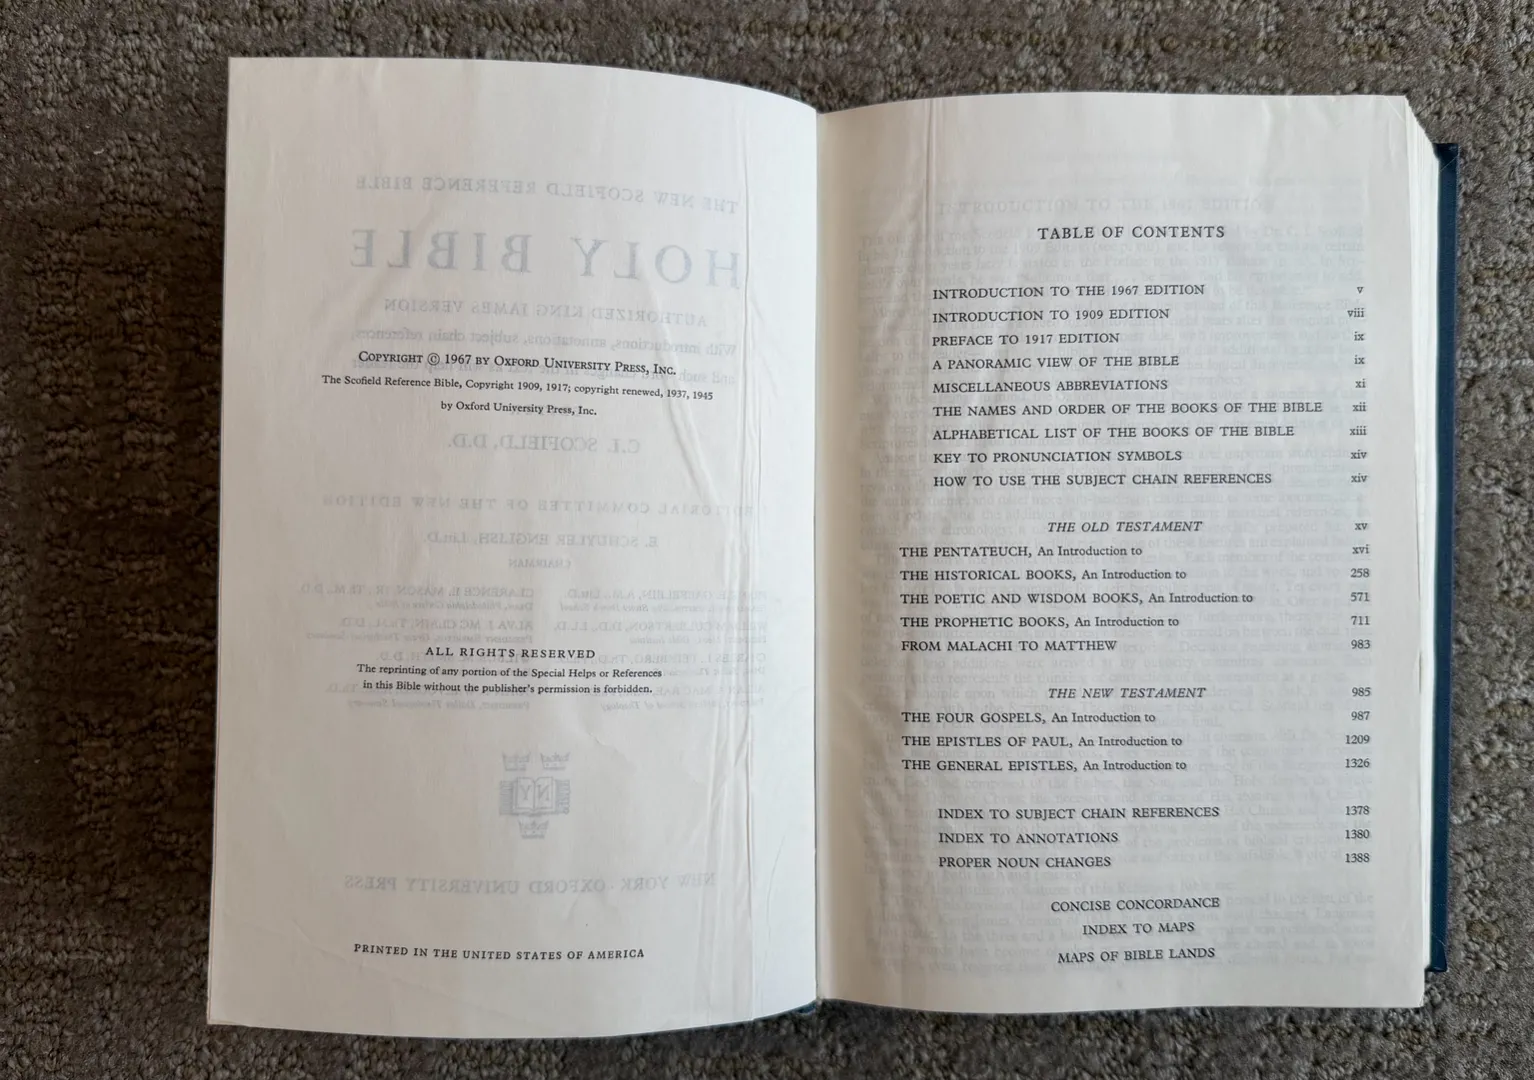 COPYRIGHT © 1967 BY OXFORD UNIVERSITY PRESS, INC.
The Scofield Reference Bible, Copyright 1909, 1917; copyright renewed, 1937, 1945
by Oxford University Press, Inc.
ALL RIGHTS RESERVED
The reprinting of any portion of the Special Helps or References
in this Bible without the publisher's permission is forbidden.
PRINTED IN THE UNITED STATES OF AMERICA
TABLE OF CONTENTS
INTRODUCTION TO THE 1967 EDITION v
INTRODUCTION TO 1909 EDITION viii
PREFACE TO 1917 EDITION ix
A PANORAMIC VIEW OF THE BIBLE ix
MISCELLANEOUS ABBREVIATIONS xi
THE NAMES AND ORDER OF THE BOOKS OF THE BIBLE xii
ALPHABETICAL LIST OF THE BOOKS OF THE BIBLE xiii
KEY TO PRONUNCIATION SYMBOLS xiv
HOW TO USE THE SUBJECT CHAIN REFERENCES xiv
THE OLD TESTAMENT xv
THE PENTATEUCH, An Introduction to xvi
THE HISTORICAL BOOKS, An Introduction to 258
THE POETIC AND WISDOM BOOKS, An Introduction to 571
THE PROPHETIC BOOKS, An Introduction to 711
FROM MALACHI TO MATTHEW 983
THE NEW TESTAMENT 985
THE FOUR GOSPELS, An Introduction to 987
THE EPISTLES OF PAUL, An Introduction to 1209
THE GENERAL EPISTLES, An Introduction to 1326
INDEX TO SUBJECT CHAIN REFERENCES 1378
INDEX TO ANNOTATIONS 1380
PROPER NOUN CHANGES 1388
CONCISE CONCORDANCE
INDEX TO MAPS
MAPS OF BIBLE LANDS